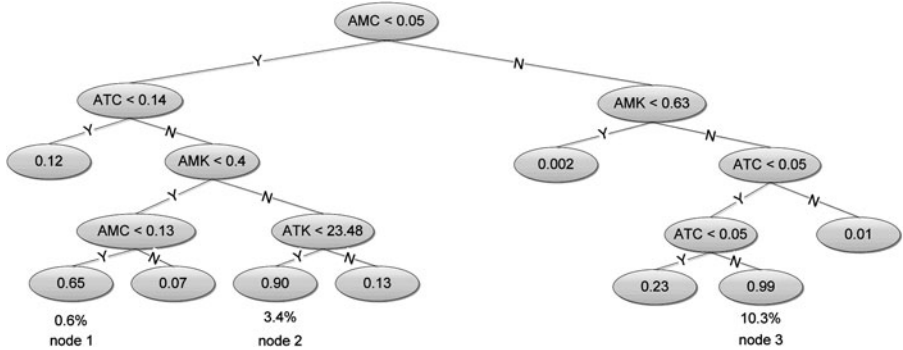 AMC < 0.05
Y
N
ATC < 0.14
AMK < 0.63
Y
N
Y
N
0.12
AMK < 0.4
0.002
ATC < 0.05
Y
N
Y
N
AMC < 0.13
ATK < 23.48
ATC < 0.05
0.01
Y
N
Y
N
Y
N
0.65
0.07
0.90
0.13
0.23
0.99
0.6%
3.4%
10.3%
node 1
node 2
node 3